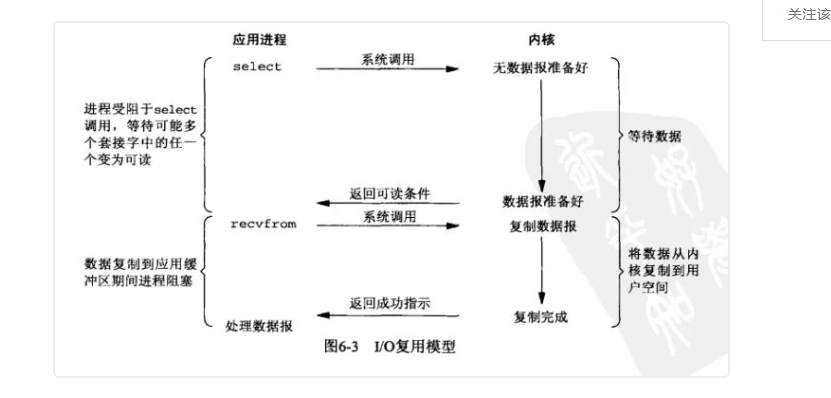 关注该
应用进程
内核
select
系统调用
无数据报准备好
进程受阻于select
调用，等待可能多
个套接字中的任一
个变为可读
等待数据
返回可读条件
数据报准备好
recvfrom
系统调用
复制数据报
数据复制到应用缓
冲区期间进程阻塞
将数据从内
核复制到用
户空间
返回成功指示
处理数据报
复制完成
图6-3 I/O复用模型